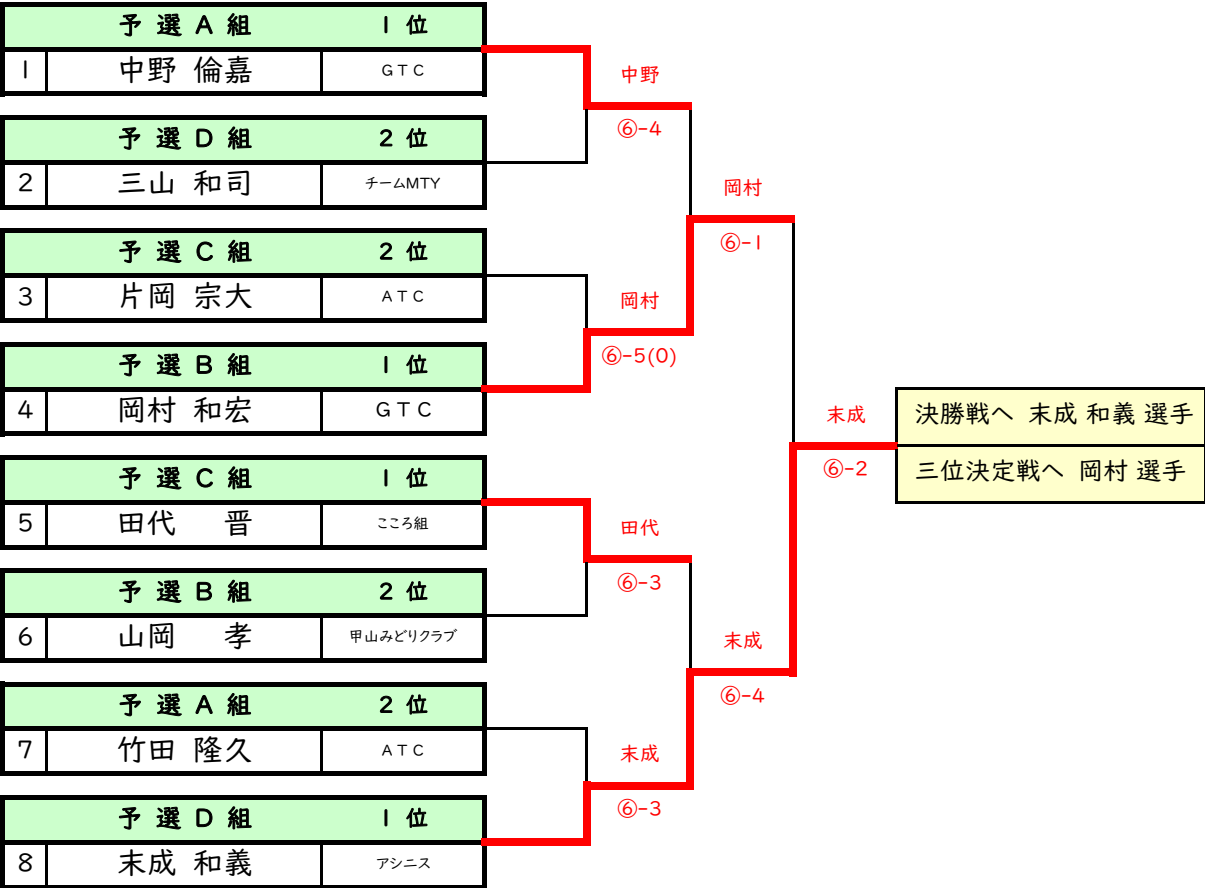 予 選 A 組 1 位
1 中野 倫嘉 GTC
予 選 D 組 2 位
2 三山 和司 チームMTY
予 選 C 組 2 位
3 片岡 宗大 ATC
予 選 B 組 1 位
4 岡村 和宏 GTC
予 選 C 組 1 位
5 田代 晋 こころ組
予 選 B 組 2 位
6 山岡 孝 甲山みどりクラブ
予 選 A 組 2 位
7 竹田 隆久 ATC
予 選 D 組 1 位
8 末成 和義 アシニス
中野
⑥-4
岡村
⑥-5(0)
田代
⑥-3
末成
⑥-3
岡村
⑥-1
末成
⑥-4
末成
⑥-2
決勝戦へ 末成 和義 選手
三位決定戦へ 岡村 選手